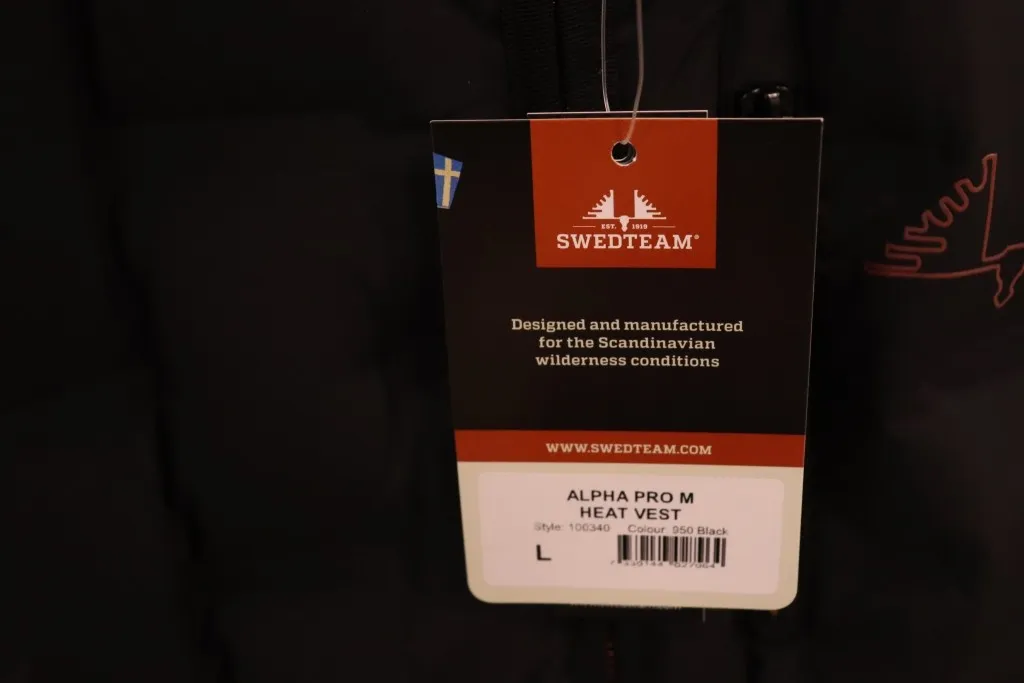 EST. 1919
SWEDTEAM®
Designed and manufactured
for the Scandinavian
wilderness conditions
WWW.SWEDTEAM.COM
ALPHA PRO M
HEAT VEST
Style: 100340 Colour 950 Black
L